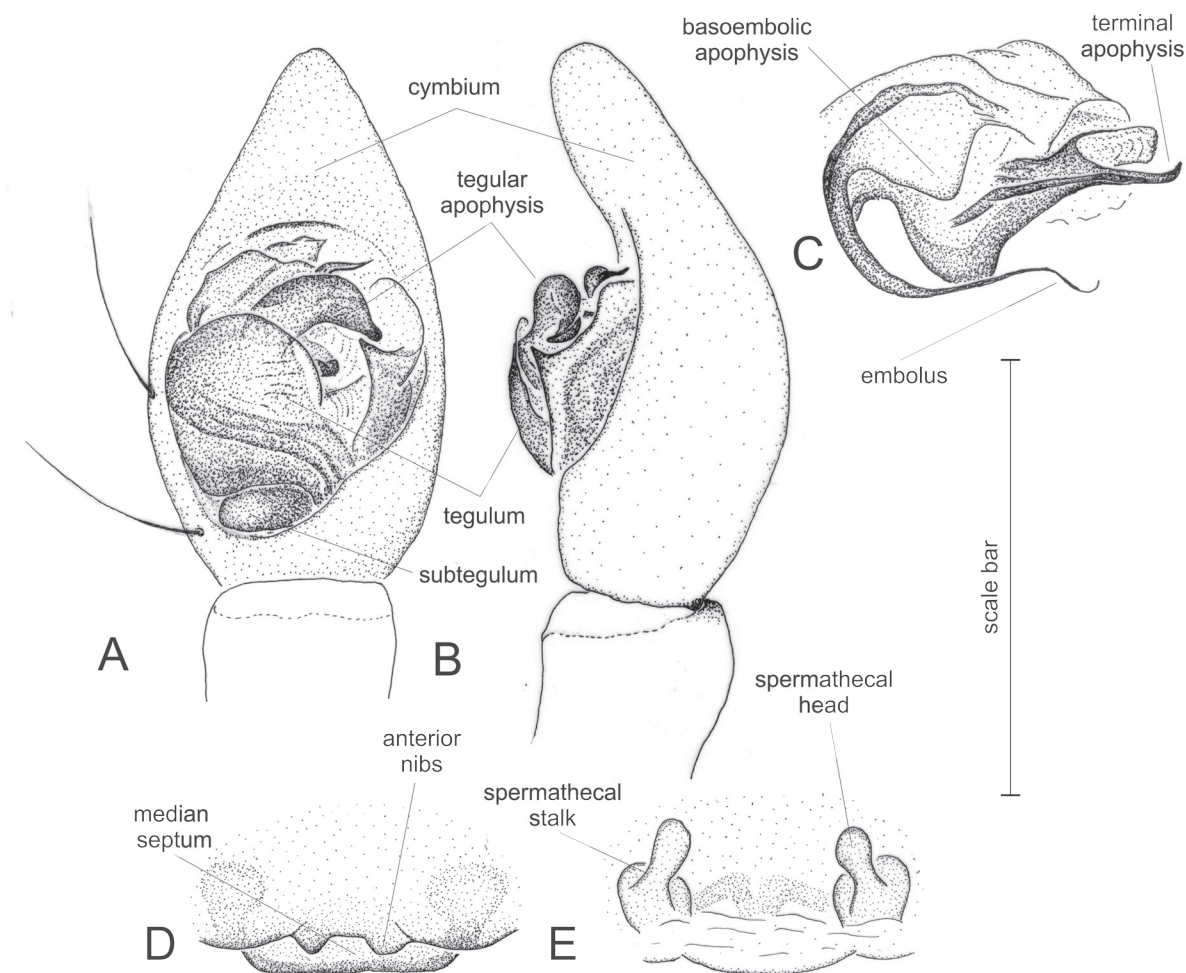 basoembolic
apophysis
terminal
apophysis
cymbium
tegular
apophysis
C
embolus
tegulum
subtegulum
scale bar
A
B
spermathecal
head
anterior
nibs
spermathecal
stalk
median
septum
D
E